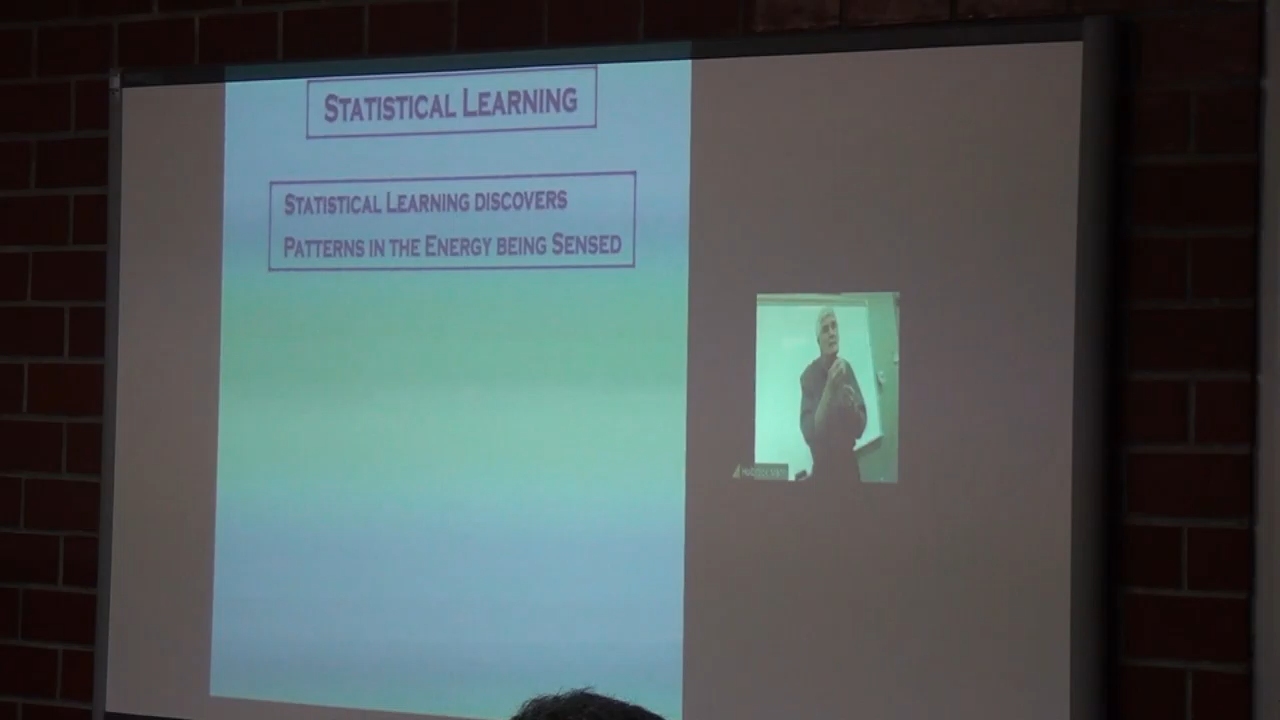 STATISTICAL LEARNING
STATISTICAL LEARNING DISCOVERS
PATTERNS IN THE ENERGY BEING SENSED